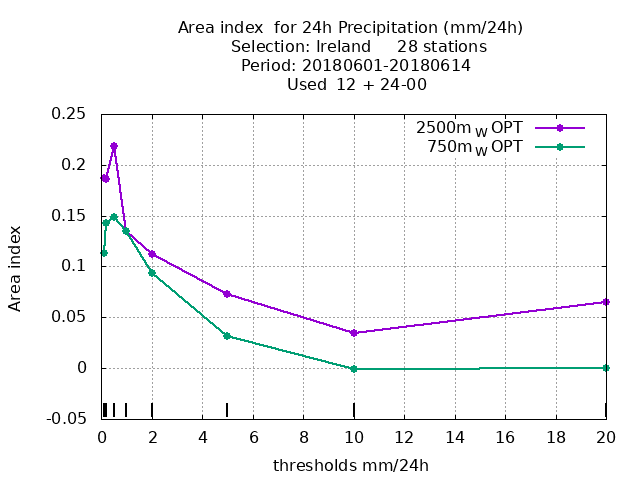 Area index  for 24h Precipitation (mm/24h)
Selection: Ireland     28 stations
Period: 20180601-20180614
Used  12 + 24-00
0.25
0.2
0.15
0.1
0.05
0
-0.05
Area index
2500m W OPT
750m W OPT
0 2 4 6 8 10 12 14 16 18 20
thresholds mm/24h